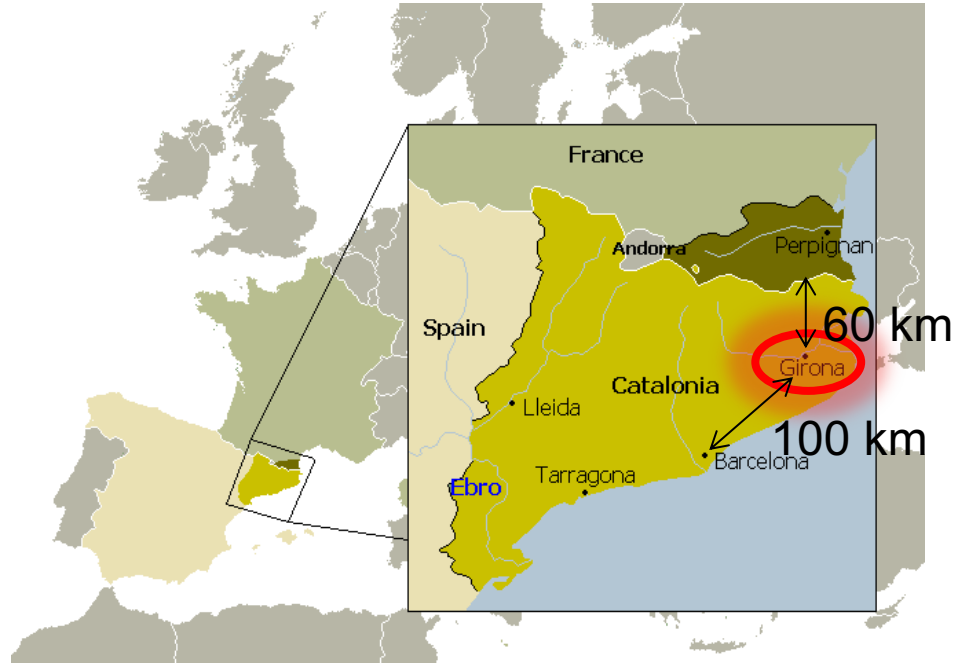 France
Andorra
Perpignan
Spain
60 km
Girona
Catalonia
Lleida
100 km
Barcelona
Tarragona
Ebro